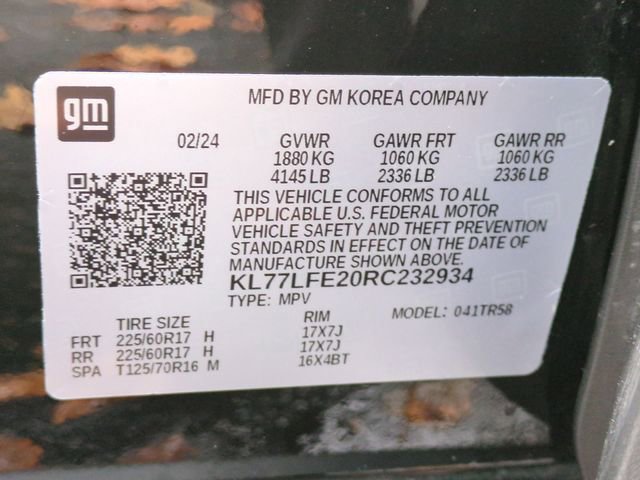 gm
MFD BY GM KOREA COMPANY
02/24 GVWR GAWR FRT GAWR RR
1880 KG 1060 KG 1060 KG
4145 LB 2336 LB 2336 LB
THIS VEHICLE CONFORMS TO ALL
APPLICABLE U.S. FEDERAL MOTOR
VEHICLE SAFETY AND THEFT PREVENTION
STANDARDS IN EFFECT ON THE DATE OF
MANUFACTURE SHOWN ABOVE.
KL77LFE20RC232934
TYPE: MPV MODEL: 041TR58
TIRE SIZE RIM
FRT 225/60R17 H 17X7J
RR 225/60R17 H 17X7J
SPA T125/70R16 M 16X4BT